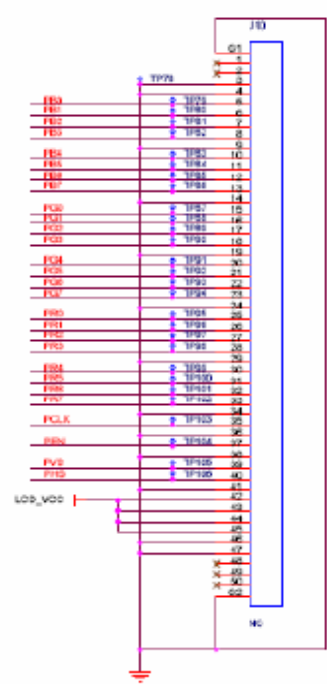 J10
G1
1
2
TP78 3
4
PB0 TP79 5
PB1 TP80 6
PB2 TP81 7
PB3 TP82 8
9
PB4 TP83 10
PB5 TP84 11
PB6 TP85 12
PB7 TP86 13
14
PG0 TP87 15
PG1 TP88 16
PG2 TP89 17
PG3 TP90 18
19
PG4 TP91 20
PG5 TP92 21
PG6 TP93 22
PG7 TP94 23
24
PR0 TP95 25
PR1 TP96 26
PR2 TP97 27
PR3 TP98 28
29
PR4 TP99 30
PR5 TP100 31
PR6 TP101 32
PR7 TP102 33
34
PCLK TP103 35
36
TP104 37
38
TP105 39
TP106 40
41
LCD_VCC 42
43
44
45
46
47
48
49
50
G2
NC